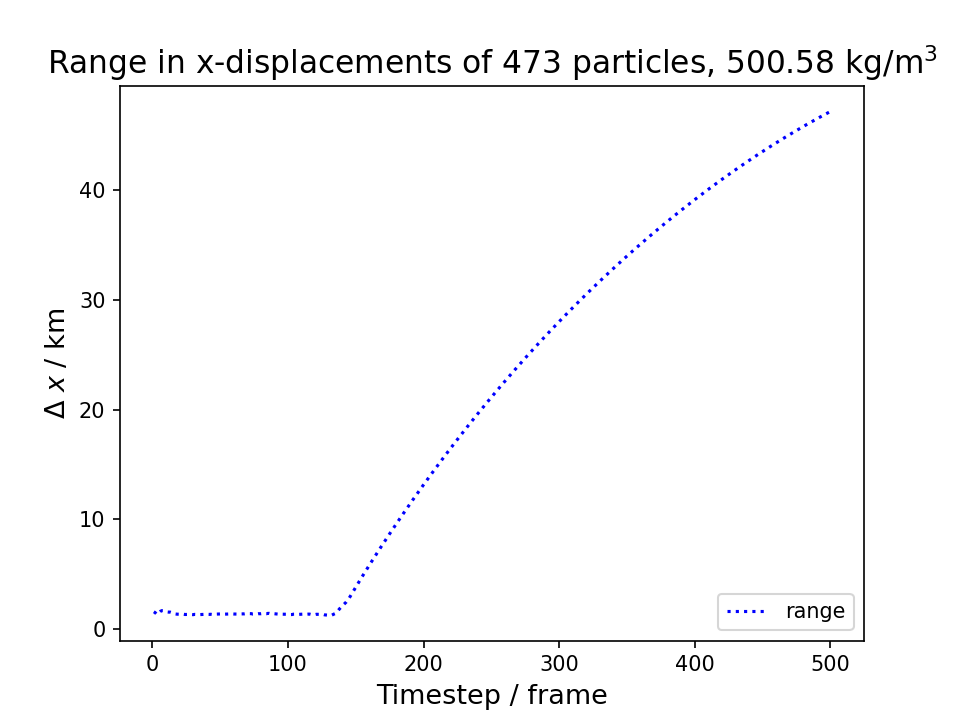 Range in x-displacements of 473 particles, 500.58 kg/m³
Δ x / km
40
30
20
10
0
0 100 200 300 400 500
Timestep / frame
range